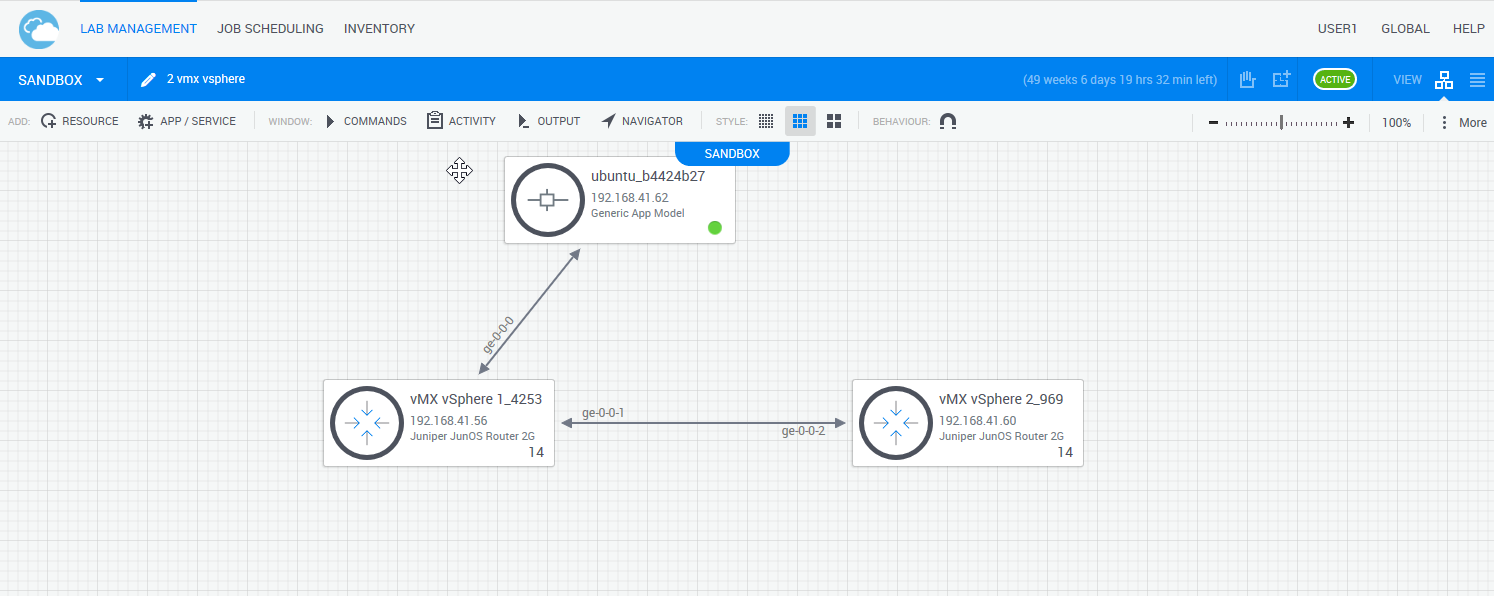 LAB MANAGEMENT JOB SCHEDULING INVENTORY USER1 GLOBAL HELP
SANDBOX 2 vmx vsphere (49 weeks 6 days 19 hrs 32 min left) ACTIVE VIEW
ADD: RESOURCE APP / SERVICE WINDOW: COMMANDS ACTIVITY OUTPUT NAVIGATOR STYLE: BEHAVIOUR: 100% More
SANDBOX
ubuntu_b4424b27
192.168.41.62
Generic App Model
ge-0-0-0
vMX vSphere 1_4253
192.168.41.56
Juniper JunOS Router 2G
14
ge-0-0-1
ge-0-0-2
vMX vSphere 2_969
192.168.41.60
Juniper JunOS Router 2G
14